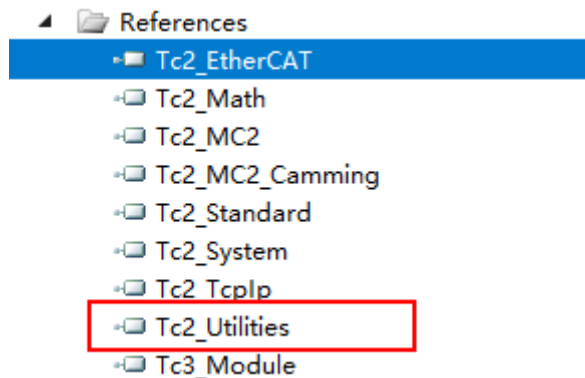 References
Tc2_EtherCAT
Tc2_Math
Tc2_MC2
Tc2_MC2_Camming
Tc2_Standard
Tc2_System
Tc2_TcpIp
Tc2_Utilities
Tc3_Module